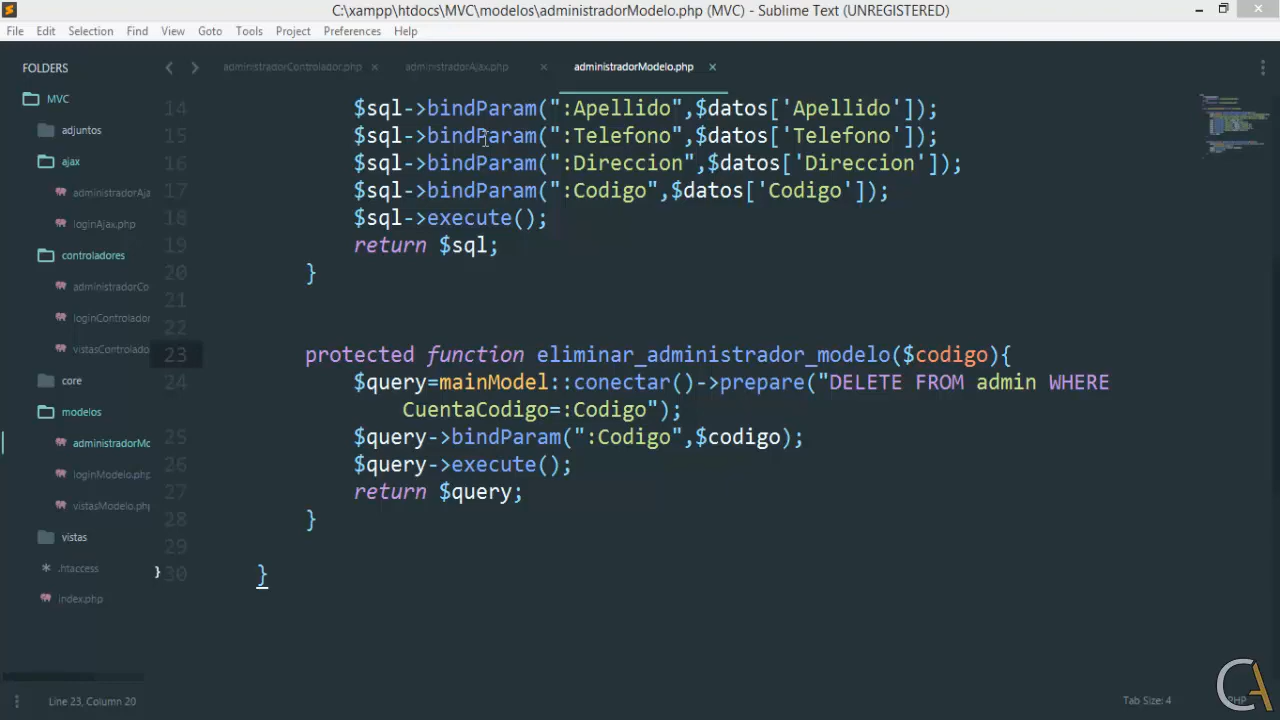 C:\xampp\htdocs\MVC\modelos\administradorModelo.php (MVC) - Sublime Text (UNREGISTERED)
File Edit Selection Find View Goto Tools Project Preferences Help
FOLDERS
MVC
adjuntos
ajax
administradorAja
loginAjax.php
controladores
administradorCo
loginControlador
vistasControlado
core
modelos
administradorMo
loginModelo.php
vistasModelo.php
vistas
.htaccess
index.php
administradorControlador.php administradorAjax.php administradorModelo.php
14 $sql->bindParam(":Apellido",$datos['Apellido']);
15 $sql->bindParam(":Telefono",$datos['Telefono']);
16 $sql->bindParam(":Direccion",$datos['Direccion']);
17 $sql->bindParam(":Codigo",$datos['Codigo']);
18 $sql->execute();
19 return $sql;
20 }
21
22
23 protected function eliminar_administrador_modelo($codigo){
24 $query=mainModel::conectar()->prepare("DELETE FROM admin WHERE
CuentaCodigo=:Codigo");
25 $query->bindParam(":Codigo",$codigo);
26 $query->execute();
27 return $query;
28 }
29
} 30 }
Line 23, Column 20
Tab Size: 4
PHP
CA